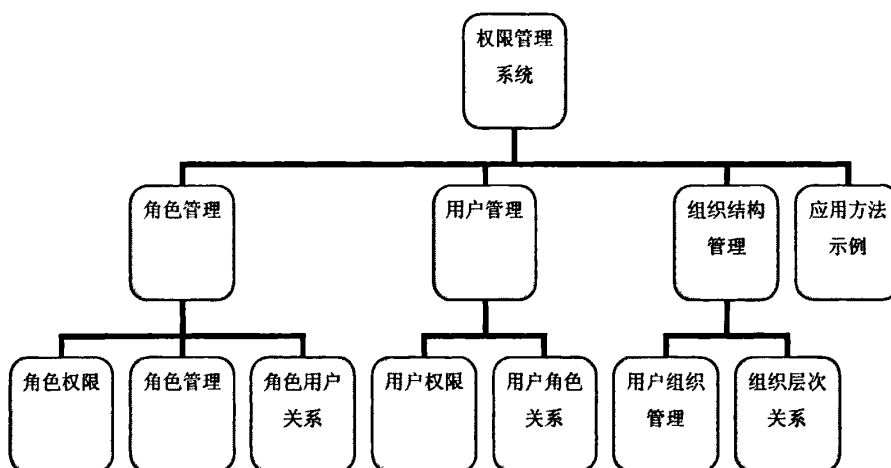 权限管理
系统
角色管理
用户管理
组织结构
管理
应用方法
示例
角色权限
角色管理
角色用户
关系
用户权限
用户角色
关系
用户组织
管理
组织层次
关系